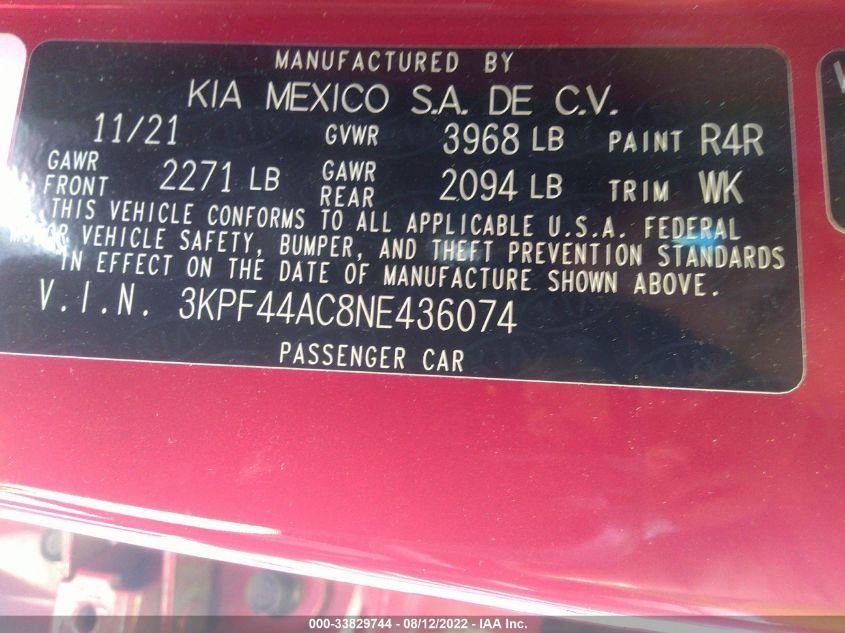 MANUFACTURED BY
KIA MEXICO S.A. DE C.V.
11/21 GVWR 3968 LB PAINT R4R
GAWR FRONT 2271 LB GAWR REAR 2094 LB TRIM WK
THIS VEHICLE CONFORMS TO ALL APPLICABLE U.S.A. FEDERAL
MOTOR VEHICLE SAFETY, BUMPER, AND THEFT PREVENTION STANDARDS
IN EFFECT ON THE DATE OF MANUFACTURE SHOWN ABOVE.
V.I.N. 3KPF44AC8NE436074
PASSENGER CAR
000-33829744 - 08/12/2022 - IAA Inc.